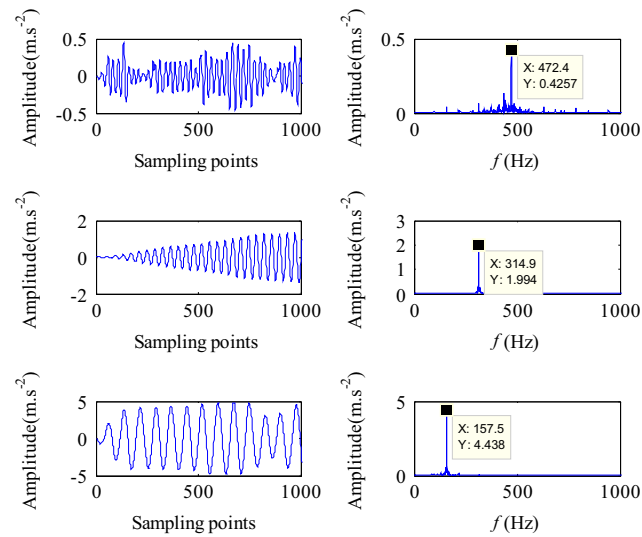 Amplitude(m.s-2)
0.5
0
-0.5
0
500
1000
Sampling points
Amplitude(m.s-2)
0.5
0
0
500
1000
f (Hz)
X: 472.4
Y: 0.4257
Amplitude(m.s-2)
2
0
-2
0
500
1000
Sampling points
Amplitude(m.s-2)
3
2
1
0
0
500
1000
f (Hz)
X: 314.9
Y: 1.994
Amplitude(m.s-2)
5
0
-5
0
500
1000
Sampling points
Amplitude(m.s-2)
5
0
0
500
1000
f (Hz)
X: 157.5
Y: 4.438